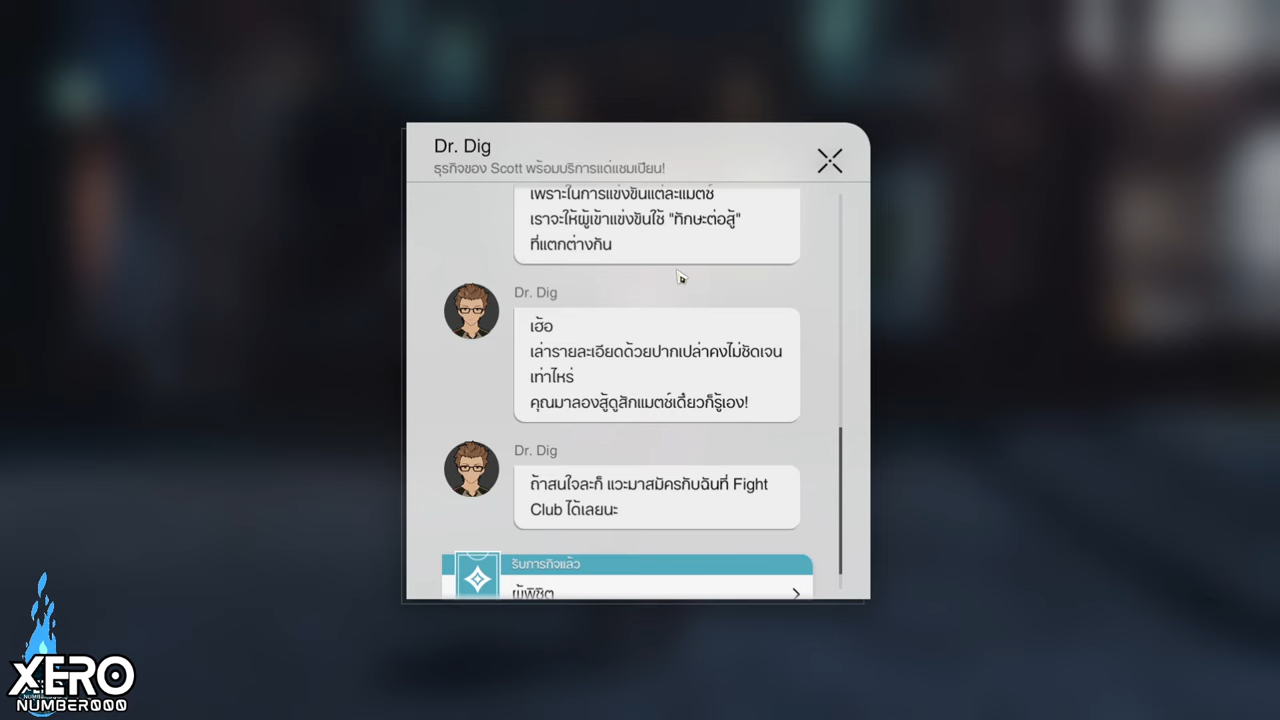 Dr. Dig
ธุรกิจของ Scott พร้อมบริการแด่แชมเปียน!
เพราะในการแข่งขันแต่ละแมตช์
เราจะให้ผู้เข้าแข่งขันใช้ "ทักษะต่อสู้"
ที่แตกต่างกัน
Dr. Dig
เฮ้อ
เล่ารายละเอียดด้วยปากเปล่าคงไม่ชัดเจน
เท่าไหร่
คุณมาลองสู้ดูสักแมตช์เดี๋ยวก็รู้เอง!
Dr. Dig
ถ้าสนใจละก็ แวะมาสมัครกับฉันที่ Fight
Club ได้เลยนะ
รับภารกิจแล้ว
ผู้พิชิต
XERO
NUMBER000